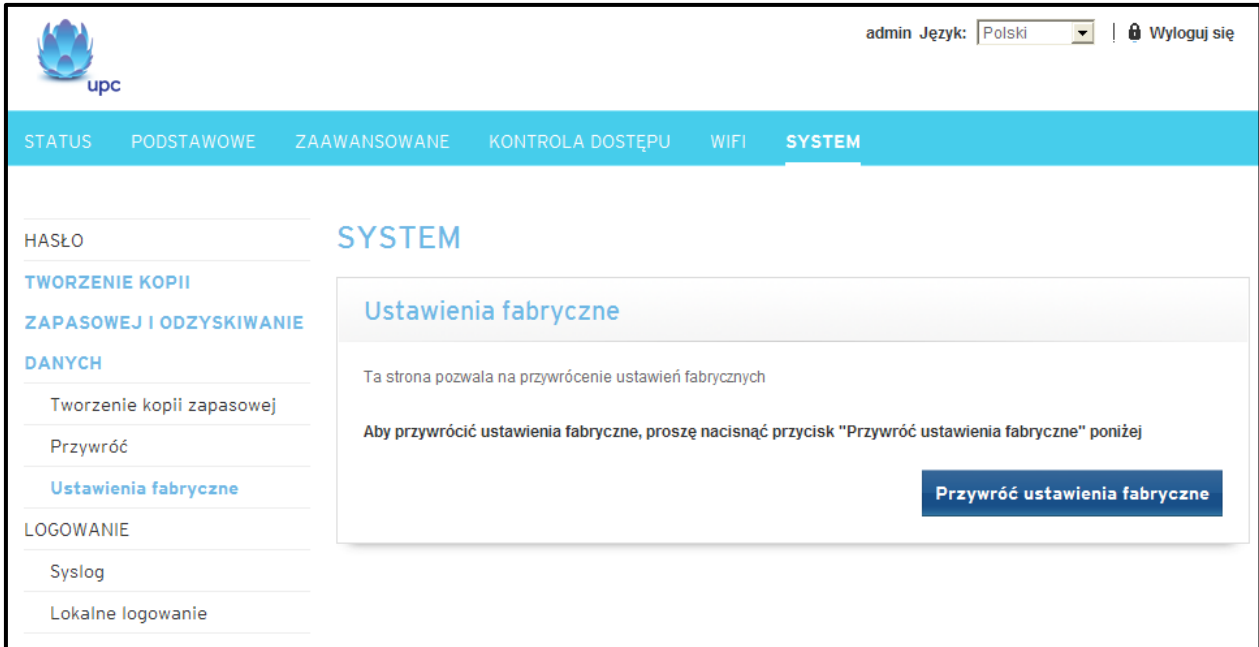 upc
admin Język: Polski | Wyloguj się
STATUS PODSTAWOWE ZAAWANSOWANE KONTROLA DOSTĘPU WIFI SYSTEM
HASŁO
TWORZENIE KOPII
ZAPASOWEJ I ODZYSKIWANIE
DANYCH
Tworzenie kopii zapasowej
Przywróć
Ustawienia fabryczne
LOGOWANIE
Syslog
Lokalne logowanie
SYSTEM
Ustawienia fabryczne
Ta strona pozwala na przywrócenie ustawień fabrycznych
Aby przywrócić ustawienia fabryczne, proszę nacisnąć przycisk "Przywróć ustawienia fabryczne" poniżej
Przywróć ustawienia fabryczne